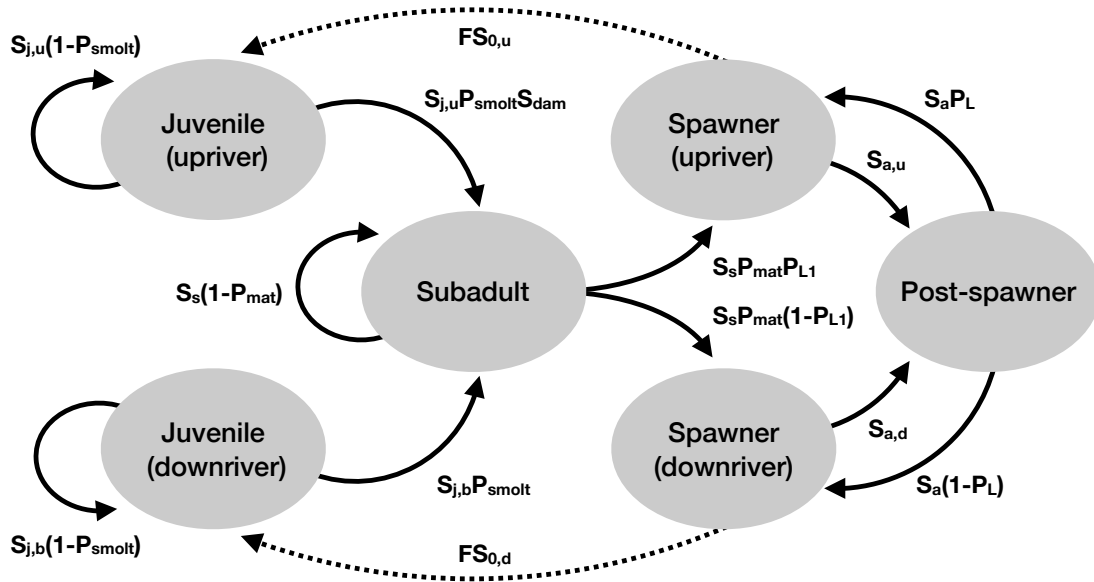 FS0,u
Sj,u(1-Psmolt)
Sj,uPsmoltSdam
SaPL
Juvenile
(upriver)
Spawner
(upriver)
Sa,u
SsPmatPL1
Ss(1-Pmat)
Subadult
Post-spawner
SsPmat(1-PL1)
Juvenile
(downriver)
Spawner
(downriver)
Sa,d
Sj,bPsmolt
Sa(1-PL)
Sj,b(1-Psmolt)
FS0,d